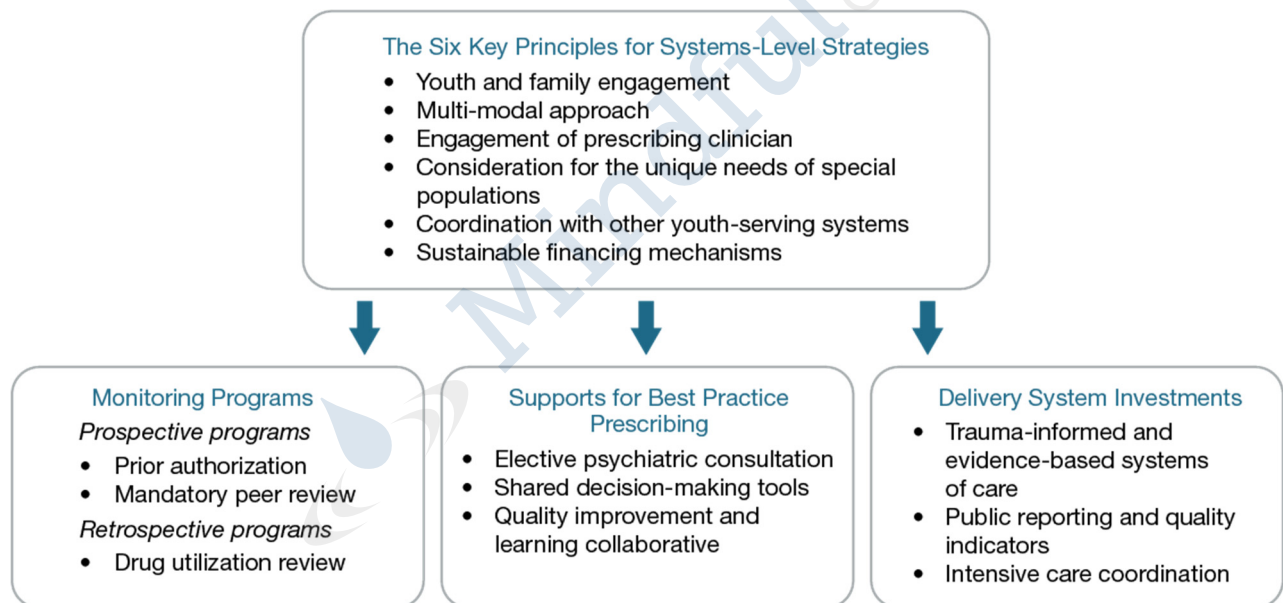 The Six Key Principles for Systems-Level Strategies
• Youth and family engagement
• Multi-modal approach
• Engagement of prescribing clinician
• Consideration for the unique needs of special
populations
• Coordination with other youth-serving systems
• Sustainable financing mechanisms
Monitoring Programs
Prospective programs
• Prior authorization
• Mandatory peer review
Retrospective programs
• Drug utilization review
Supports for Best Practice
Prescribing
• Elective psychiatric consultation
• Shared decision-making tools
• Quality improvement and
learning collaborative
Delivery System Investments
• Trauma-informed and
evidence-based systems
of care
• Public reporting and quality
indicators
• Intensive care coordination
Mindful